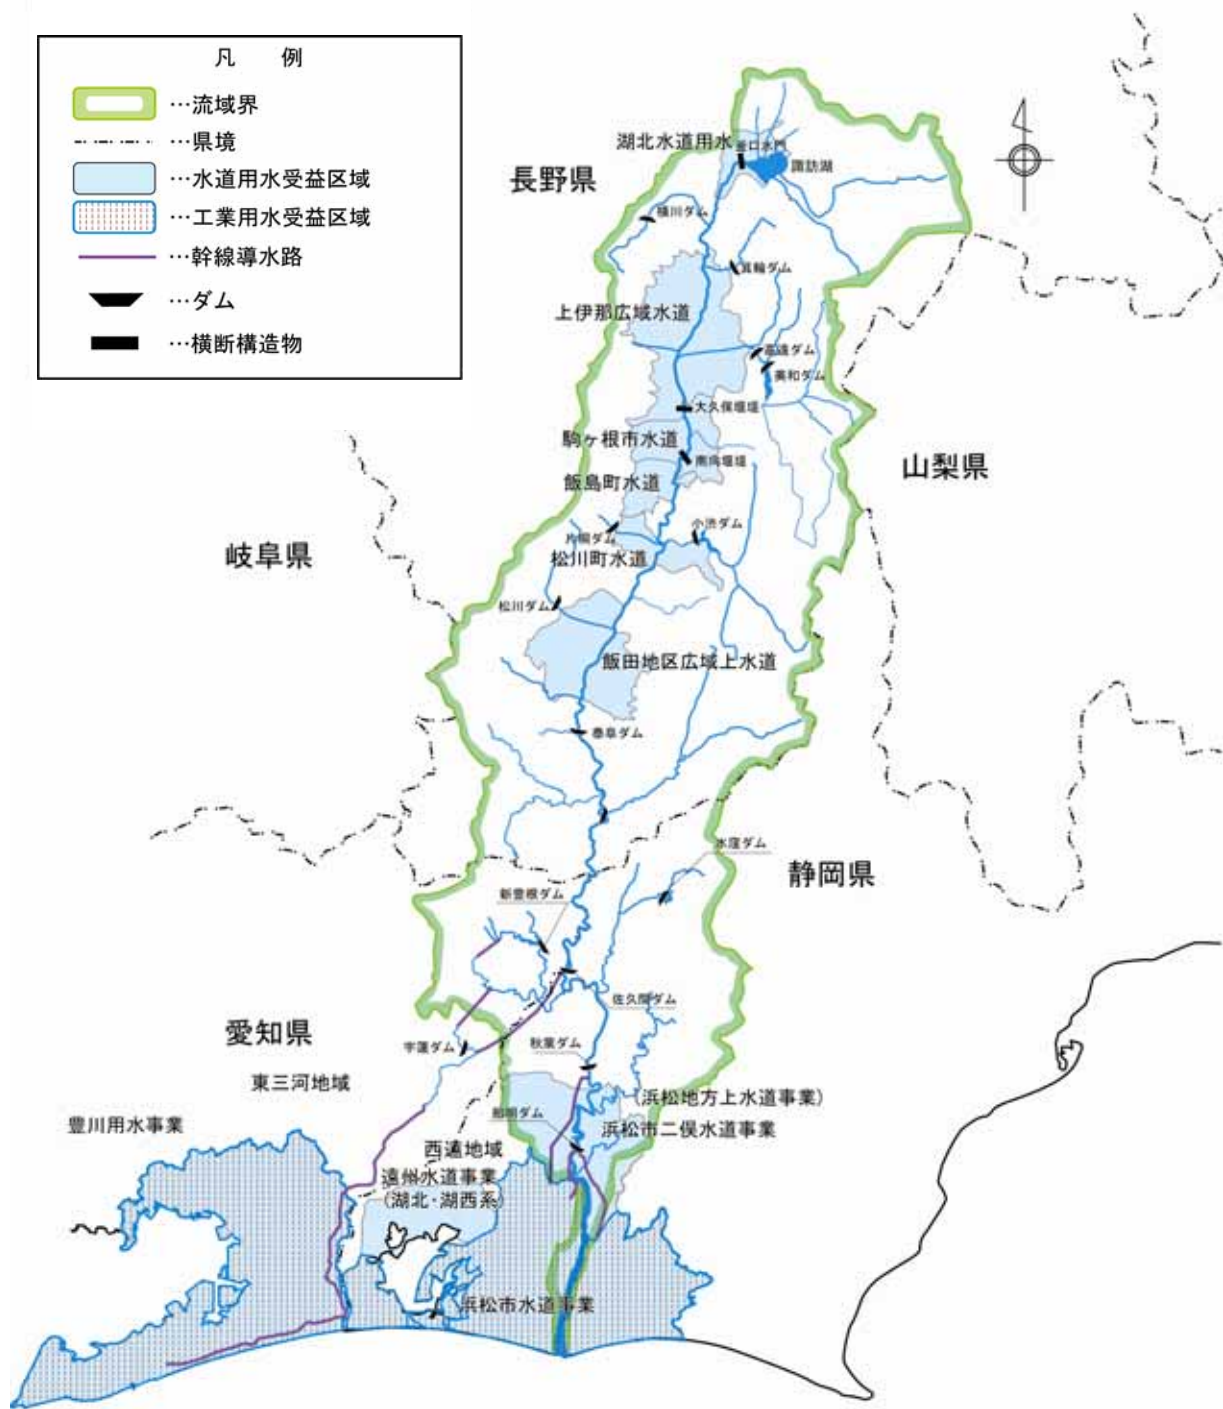 凡 例
…流域界
…県境
…水道用水受益区域
…工業用水受益区域
…幹線導水路
…ダム
…横断構造物
湖北水道用水
釜口水門
諏訪湖
長野県
横川ダム
箕輪ダム
上伊那広域水道
高遠ダム
美和ダム
大久保堰堤
駒ヶ根市水道
南向堰堤
山梨県
飯島町水道
小渋ダム
片桐ダム
松川町水道
岐阜県
松川ダム
飯田地区広域上水道
泰阜ダム
水窪ダム
静岡県
新豊根ダム
佐久間ダム
愛知県
宇蓮ダム
秋葉ダム
東三河地域
(浜松地方上水道事業)
船明ダム
豊川用水事業
浜松市二俣水道事業
西遠地域
遠州水道事業
(湖北・湖西系)
浜松市水道事業